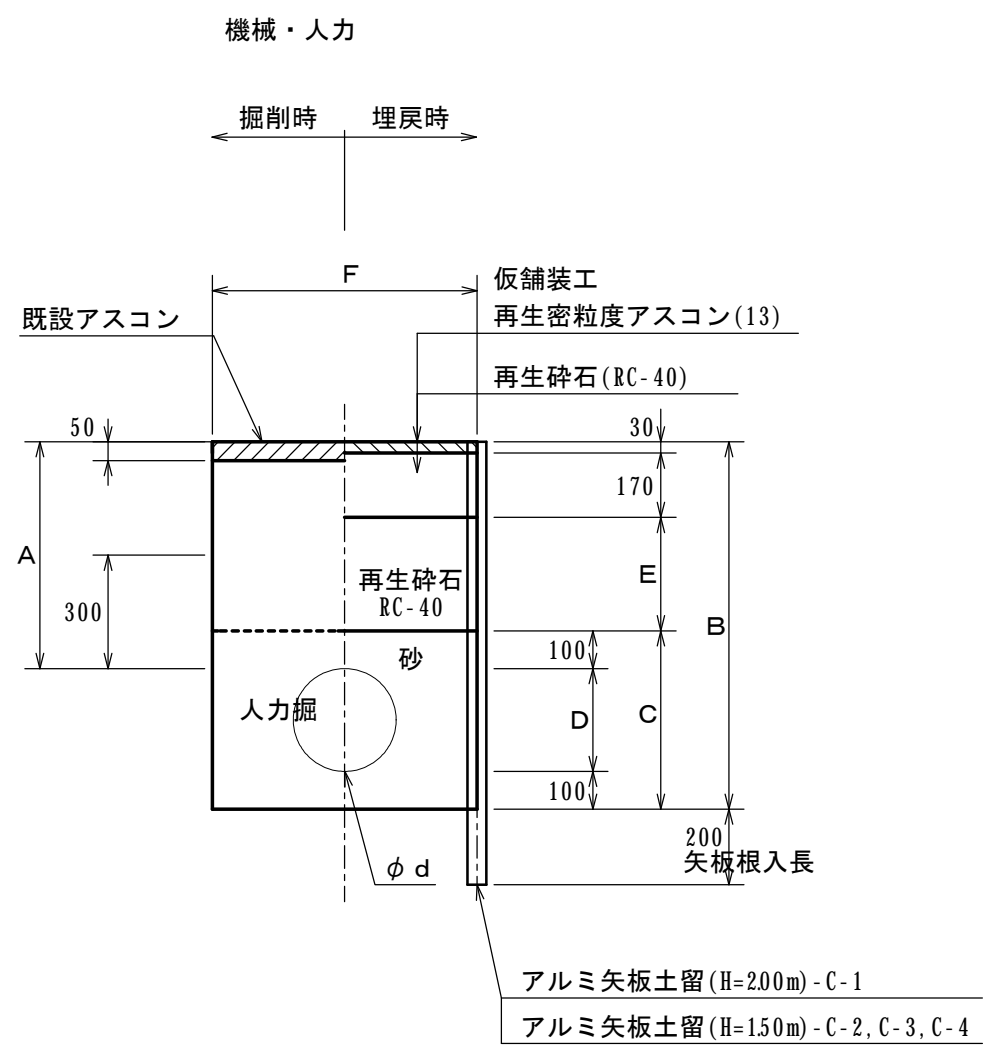 機械・人力
掘削時
埋戻時
F
仮舗装工
再生密粒度アスコン(13)
既設アスコン
再生砕石(RC-40)
50
30
170
A
300
再生砕石
RC-40
E
B
100
砂
人力掘
D
C
100
200
矢板根入長
φd
アルミ矢板土留(H=2.00m)-C-1
アルミ矢板土留(H=1.50m)-C-2,C-3,C-4